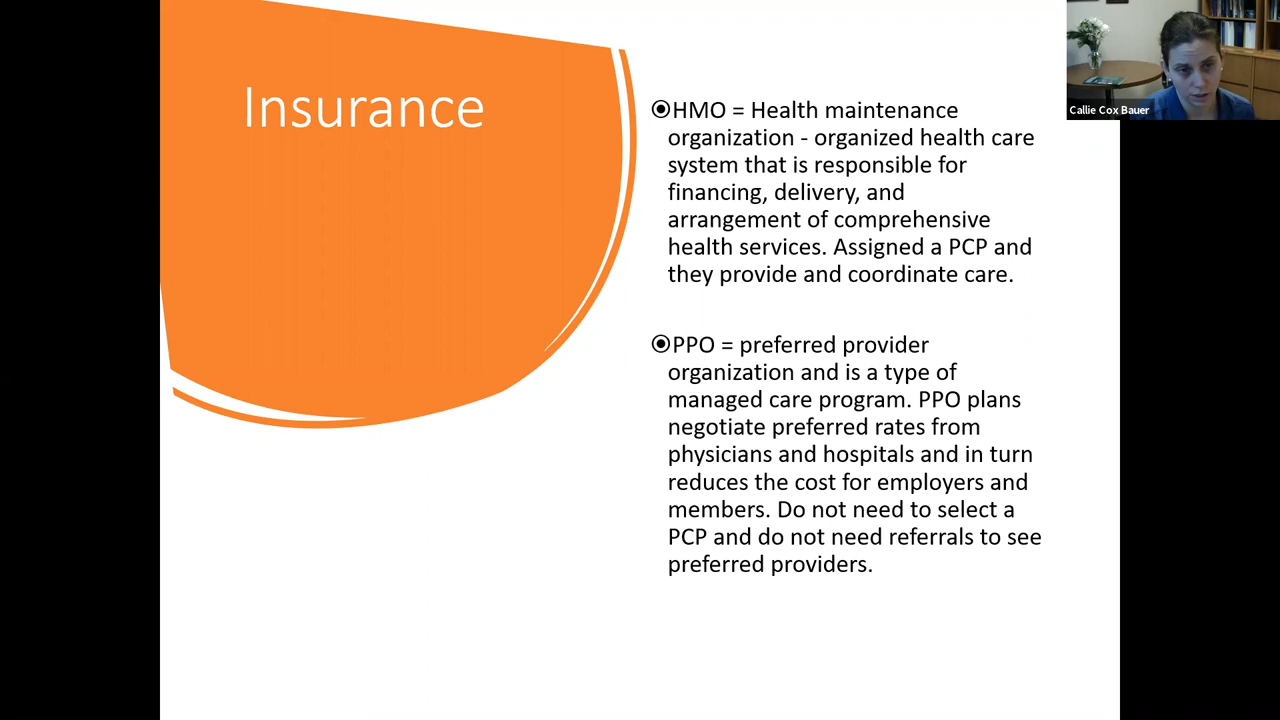 Insurance
HMO = Health maintenance
organization - organized health care
system that is responsible for
financing, delivery, and
arrangement of comprehensive
health services. Assigned a PCP and
they provide and coordinate care.
PPO = preferred provider
organization and is a type of
managed care program. PPO plans
negotiate preferred rates from
physicians and hospitals and in turn
reduces the cost for employers and
members. Do not need to select a
PCP and do not need referrals to see
preferred providers.
Callie Cox Bauer